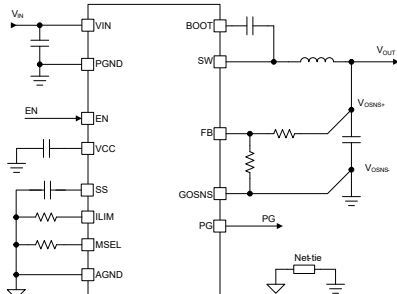 VIN
VIN
BOOT
PGND
SW
VOUT
EN
EN
VOSNS+
FB
VCC
VOSNS-
SS
GOSNS
ILIM
PG
PG
MSEL
Net-tie
AGND